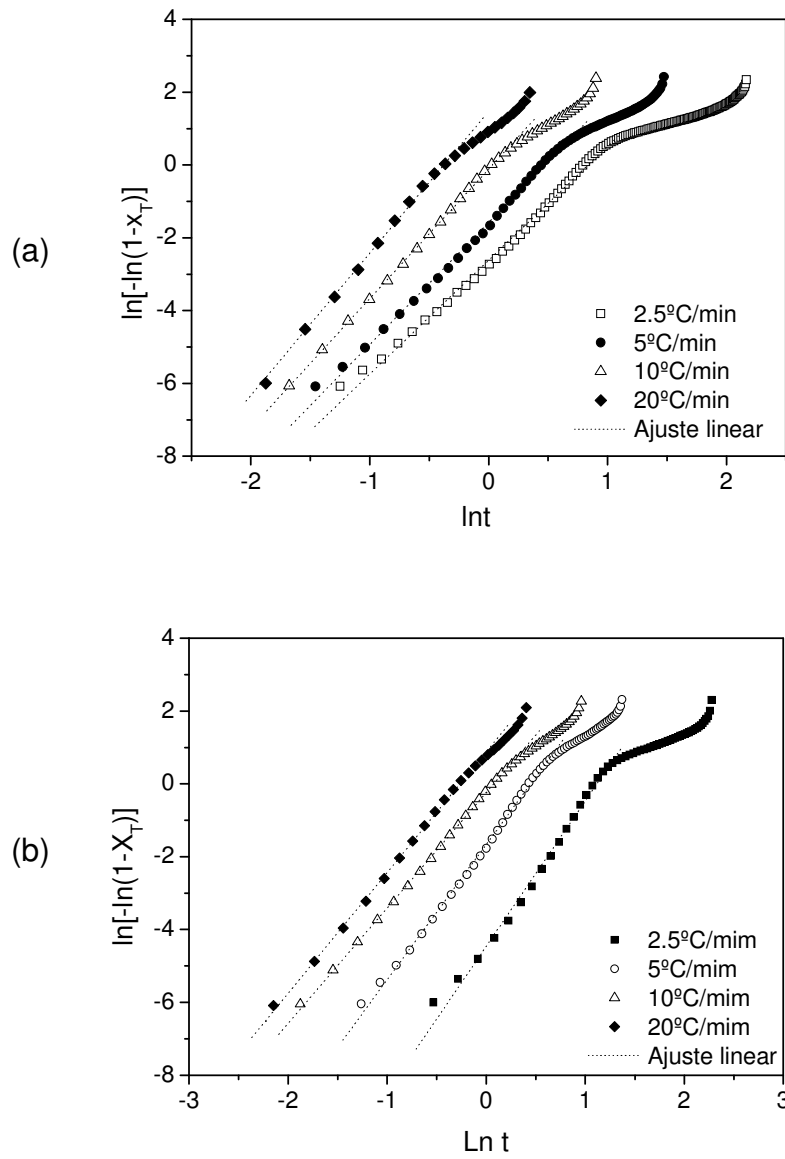 (a)
ln[-ln(1-x_T)]
4
2
0
-2
-4
-6
-8
2.5ºC/min
5ºC/min
10ºC/min
20ºC/min
Ajuste linear
-2 -1 0 1 2
lnt
(b)
ln[-ln(1-X_T)]
4
2
0
-2
-4
-6
-8
2.5ºC/mim
5ºC/mim
10ºC/mim
20ºC/mim
Ajuste linear
-3 -2 -1 0 1 2 3
Ln t